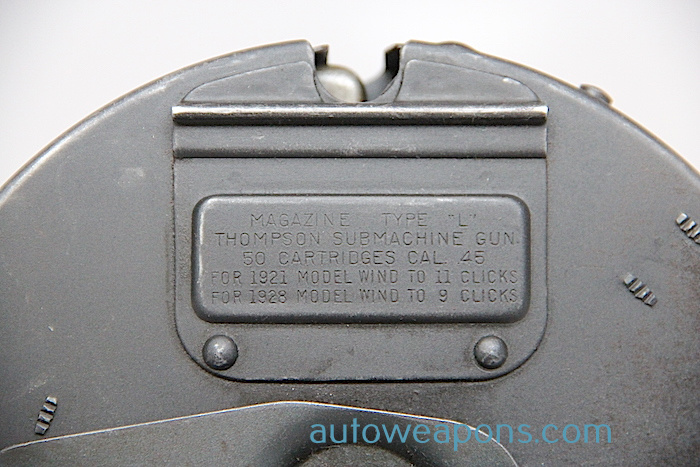 MAGAZINE TYPE "L"
THOMPSON SUBMACHINE GUN
50 CARTRIDGES CAL. .45
FOR 1921 MODEL WIND TO 11 CLICKS
FOR 1928 MODEL WIND TO 9 CLICKS
autoweapons.com